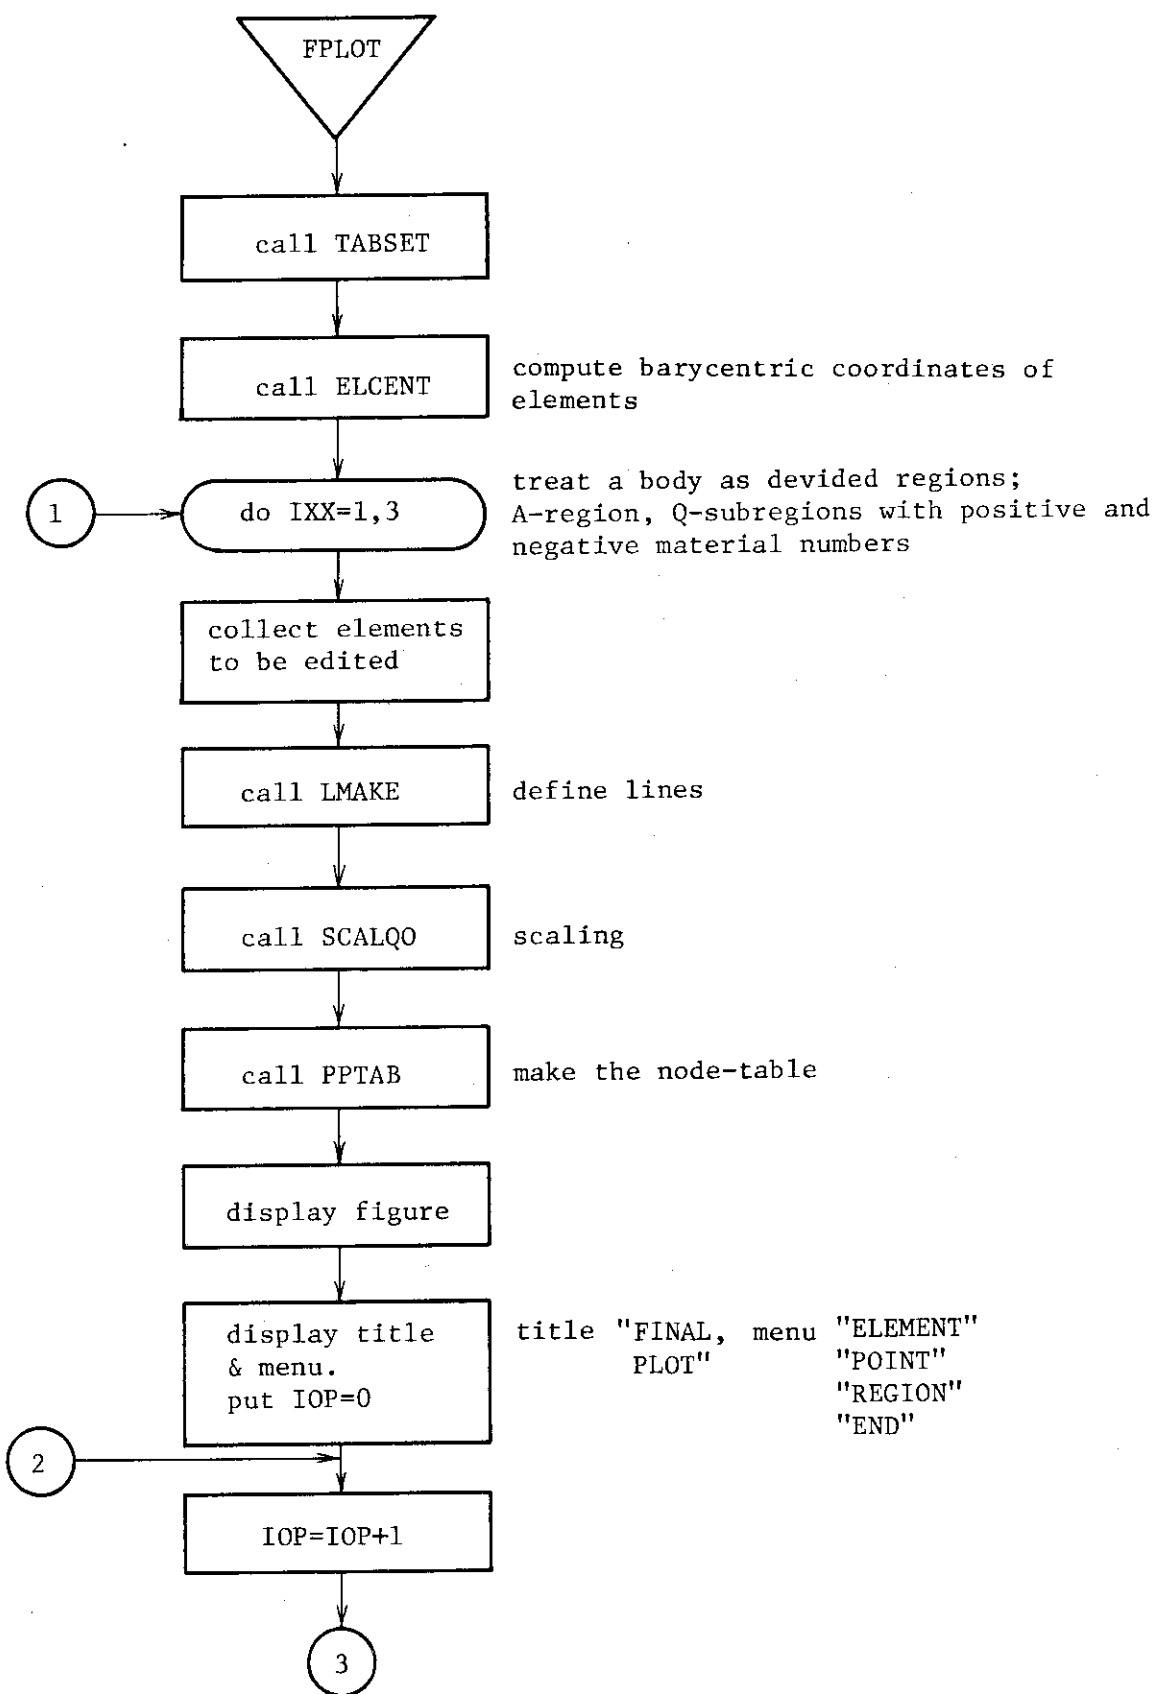 FPLOT
call TABSET
call ELCENT
compute barycentric coordinates of
elements
1
do IXX=1,3
treat a body as devided regions;
A-region, Q-subregions with positive and
negative material numbers
collect elements
to be edited
call LMAKE
define lines
call SCALQO
scaling
call PPTAB
make the node-table
display figure
display title
& menu.
put IOP=0
title "FINAL, menu "ELEMENT"
PLOT" "POINT"
"REGION"
"END"
2
IOP=IOP+1
3